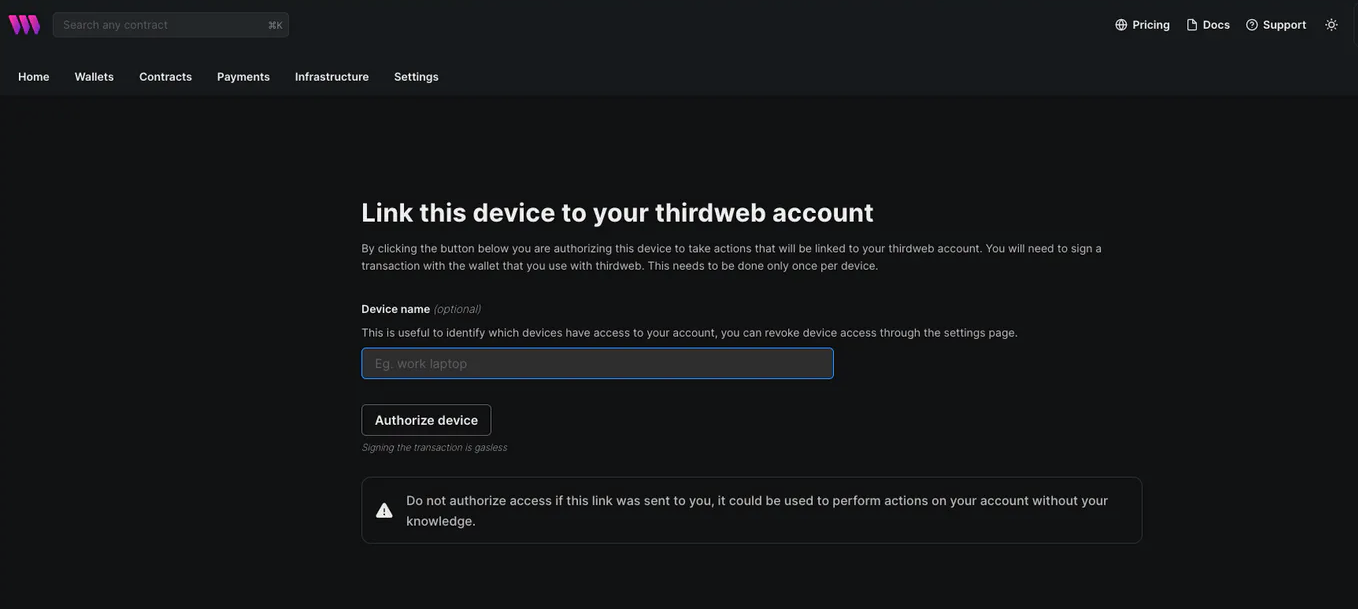 Search any contract ⌘K Pricing Docs Support
Home Wallets Contracts Payments Infrastructure Settings
Link this device to your thirdweb account
By clicking the button below you are authorizing this device to take actions that will be linked to your thirdweb account. You will need to sign a
transaction with the wallet that you use with thirdweb. This needs to be done only once per device.
Device name (optional)
This is useful to identify which devices have access to your account, you can revoke device access through the settings page.
Eg. work laptop
Authorize device
Signing the transaction is gasless
Do not authorize access if this link was sent to you, it could be used to perform actions on your account without your
knowledge.